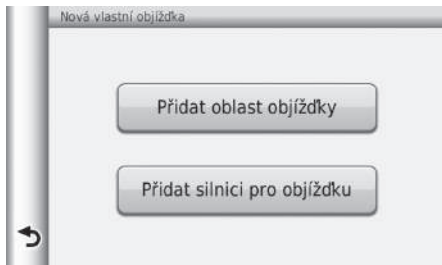 Nová vlastní objížďka
Přidat oblast objížďky
Přidat silnici pro objížďku